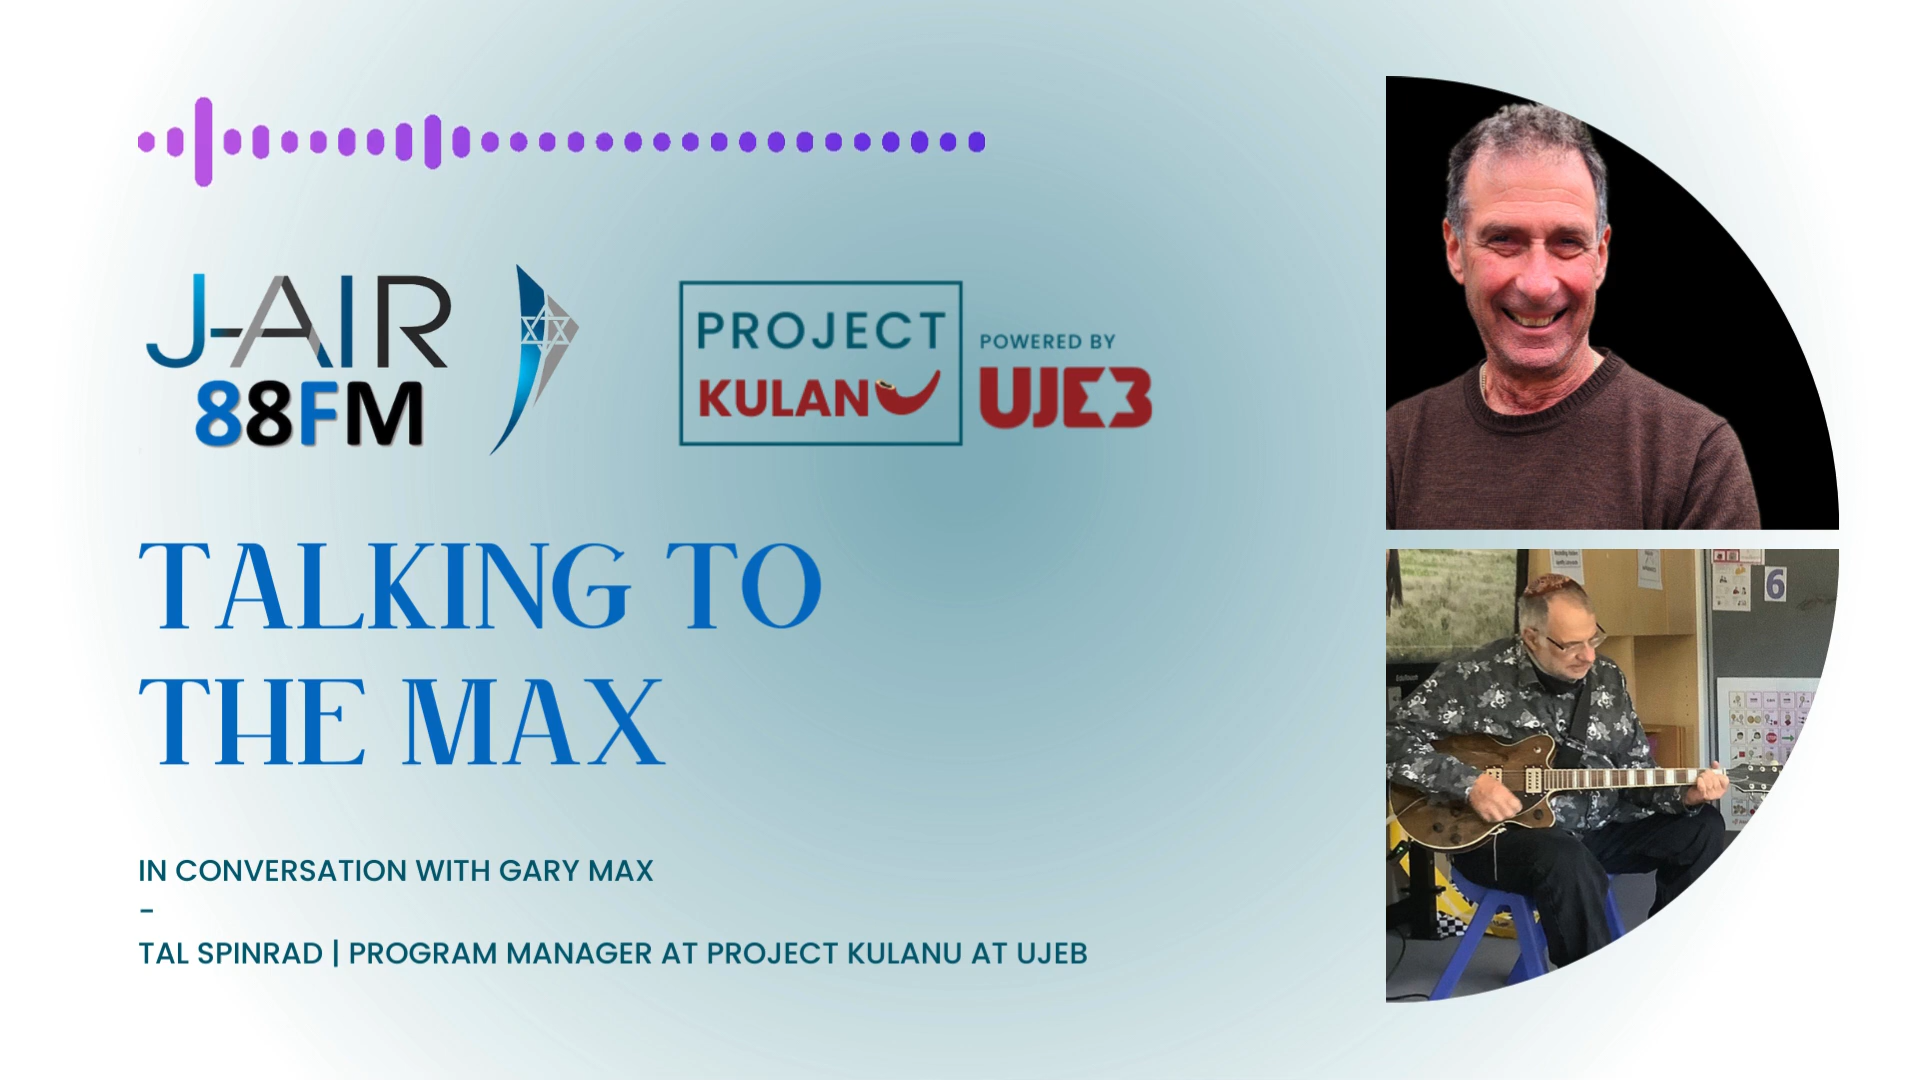 J-AIR
88FM
PROJECT
KULANU
POWERED BY
UJEB
TALKING TO
THE MAX
IN CONVERSATION WITH GARY MAX
-
TAL SPINRAD | PROGRAM MANAGER AT PROJECT KULANU AT UJEB
6